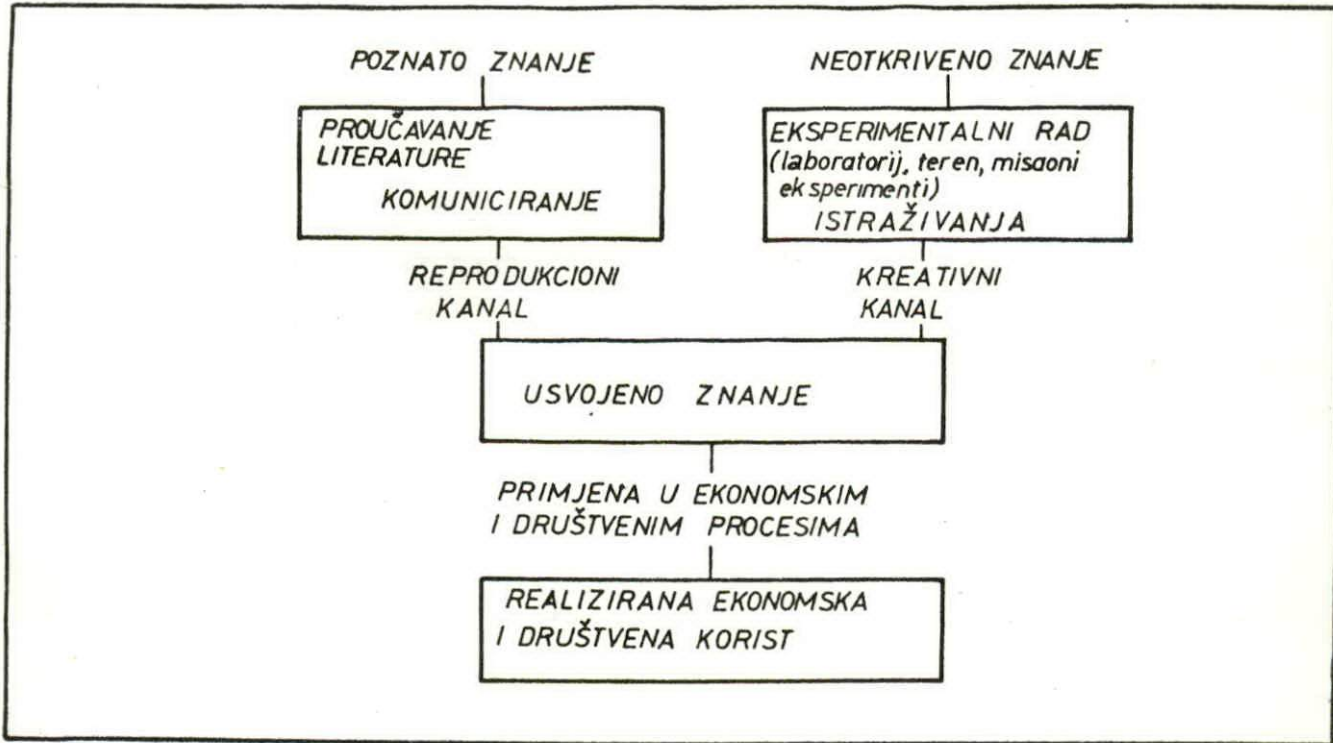 POZNATO ZNANJE
PROUČAVANJE
LITERATURE
KOMUNICIRANJE
REPRODUKCIONI
KANAL
NEOTKRIVENO ZNANJE
EKSPERIMENTALNI RAD
(laboratorij, teren, misaoni
eksperimenti)
ISTRAŽIVANJA
KREATIVNI
KANAL
USVOJENO ZNANJE
PRIMJENA U EKONOMSKIM
I DRUŠTVENIM PROCESIMA
REALIZIRANA EKONOMSKA
I DRUŠTVENA KORIST